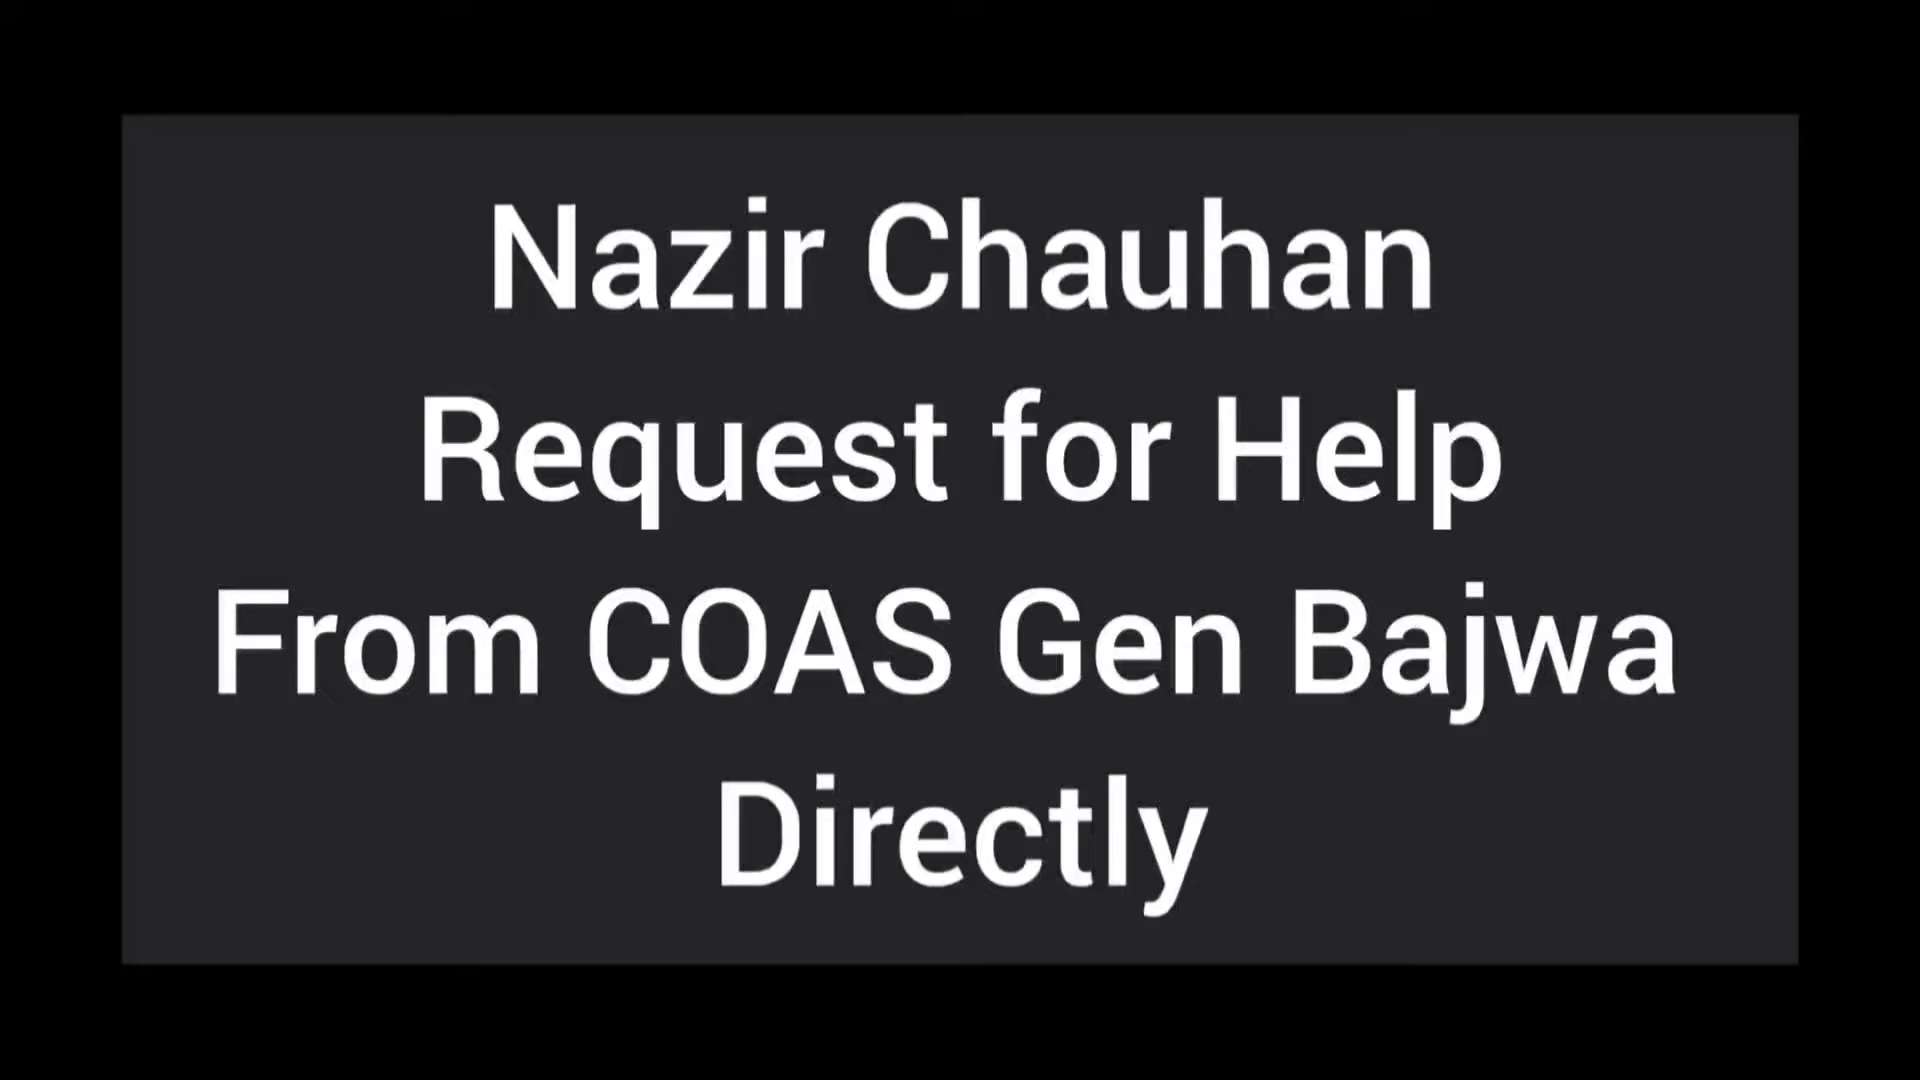 Nazir Chauhan
Request for Help
From COAS Gen Bajwa
Directly